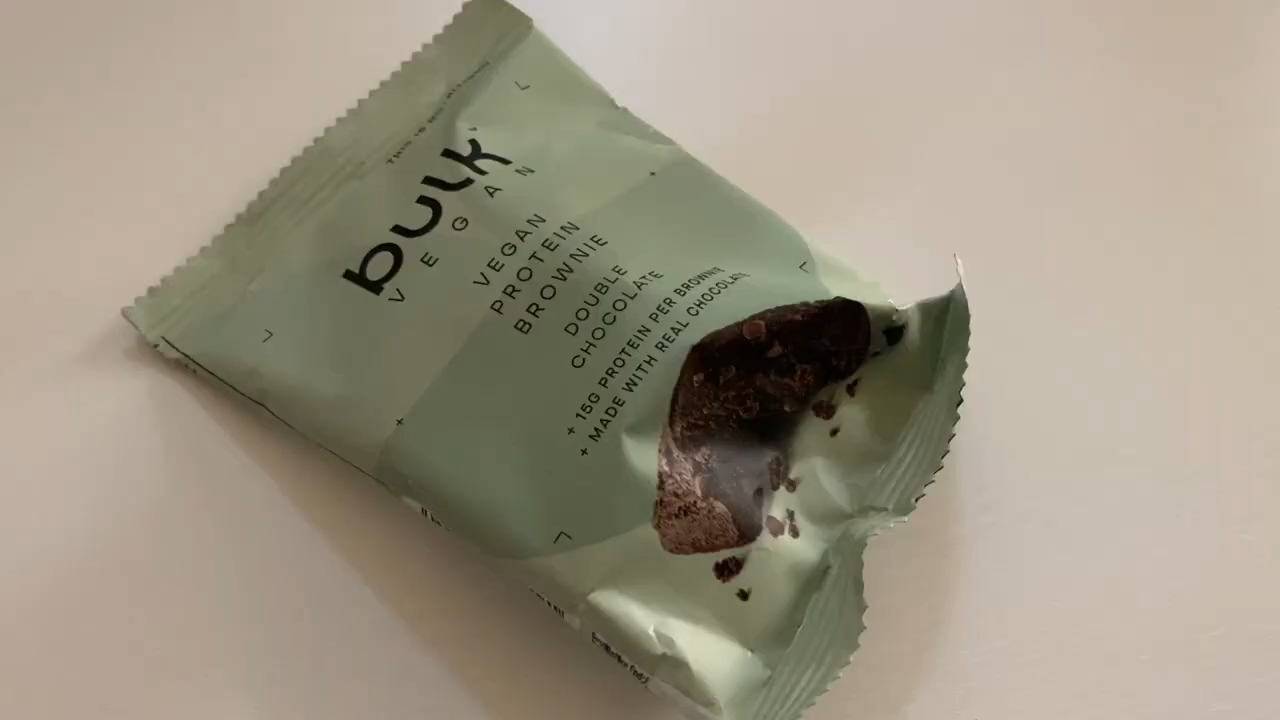 bulk
VEGAN
VEGAN
PROTEIN
BROWNIE
DOUBLE
CHOCOLATE
+ 15G PROTEIN PER BROWNIE
+ MADE WITH REAL CHOCOLATE